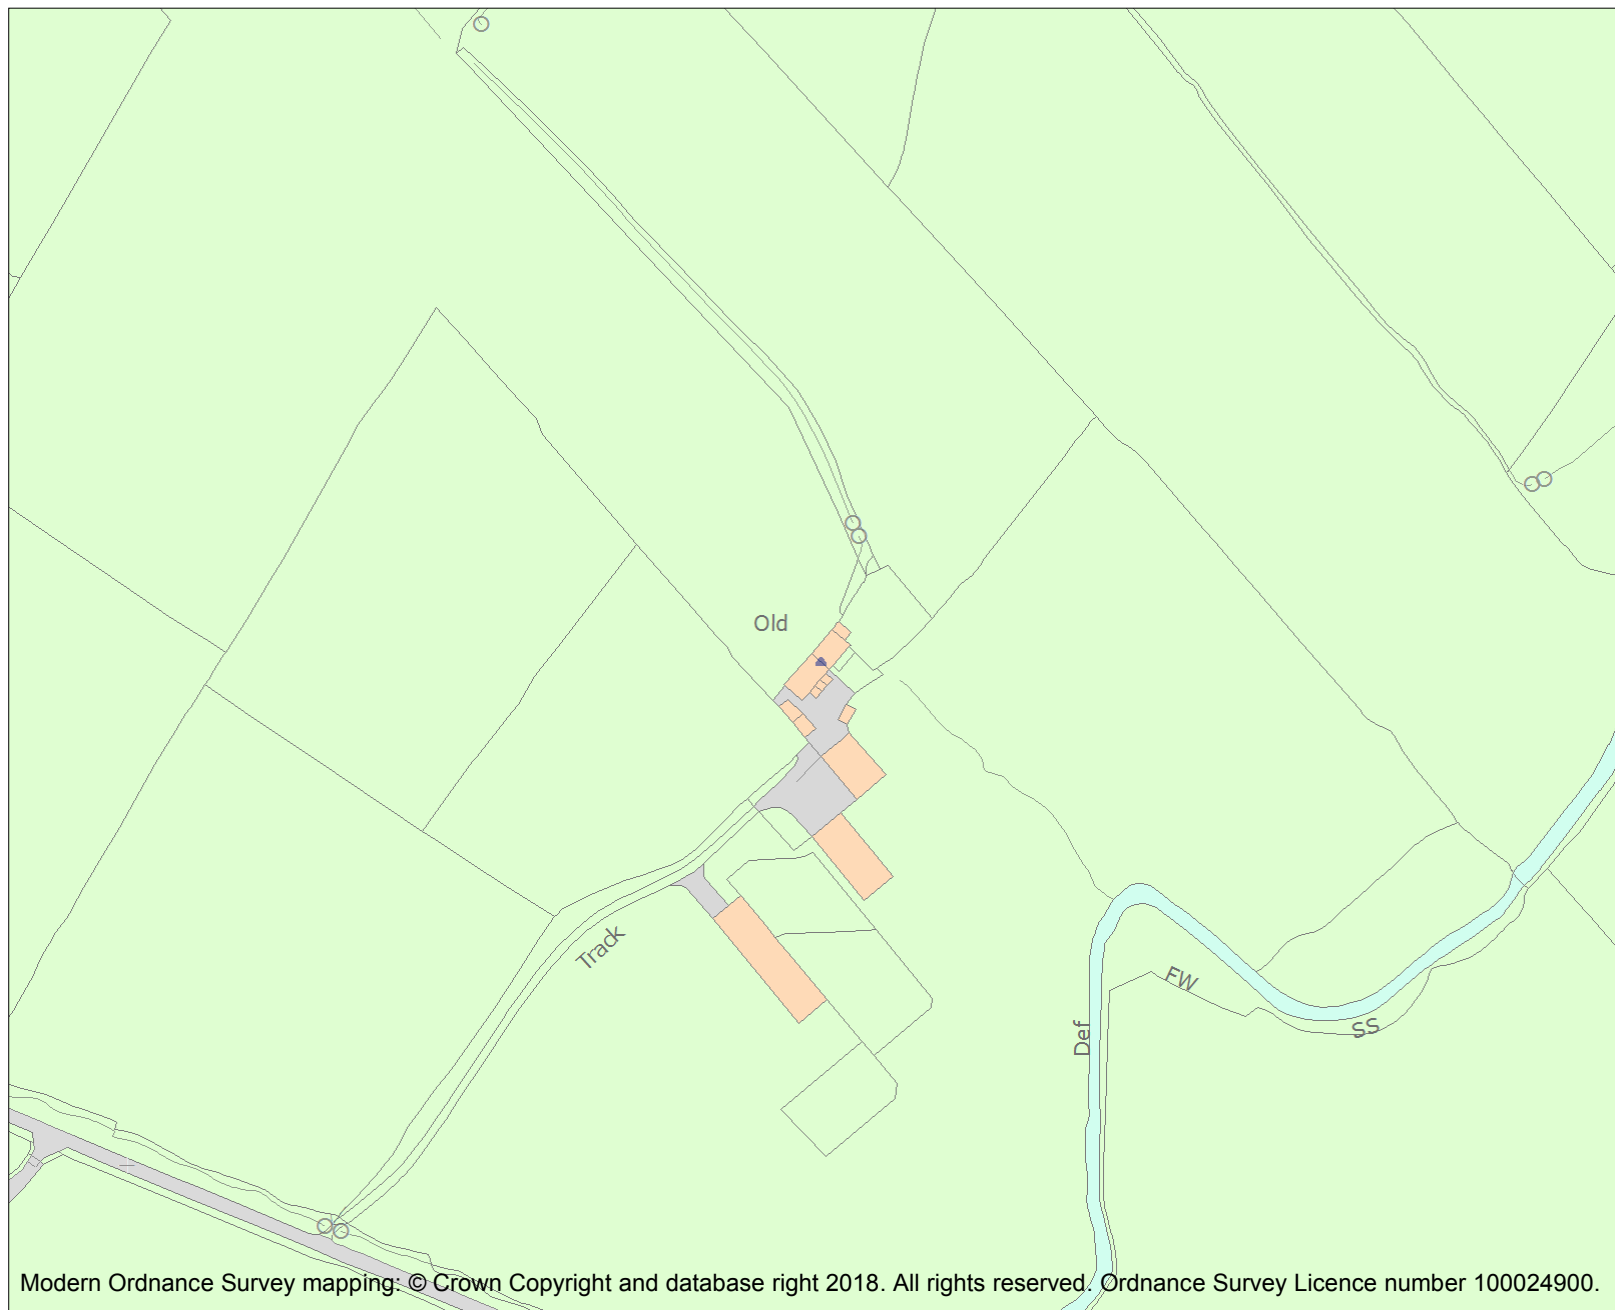 Old
Track
FW
Def
SS
Modern Ordnance Survey mapping: © Crown Copyright and database right 2018. All rights reserved. Ordnance Survey Licence number 100024900.